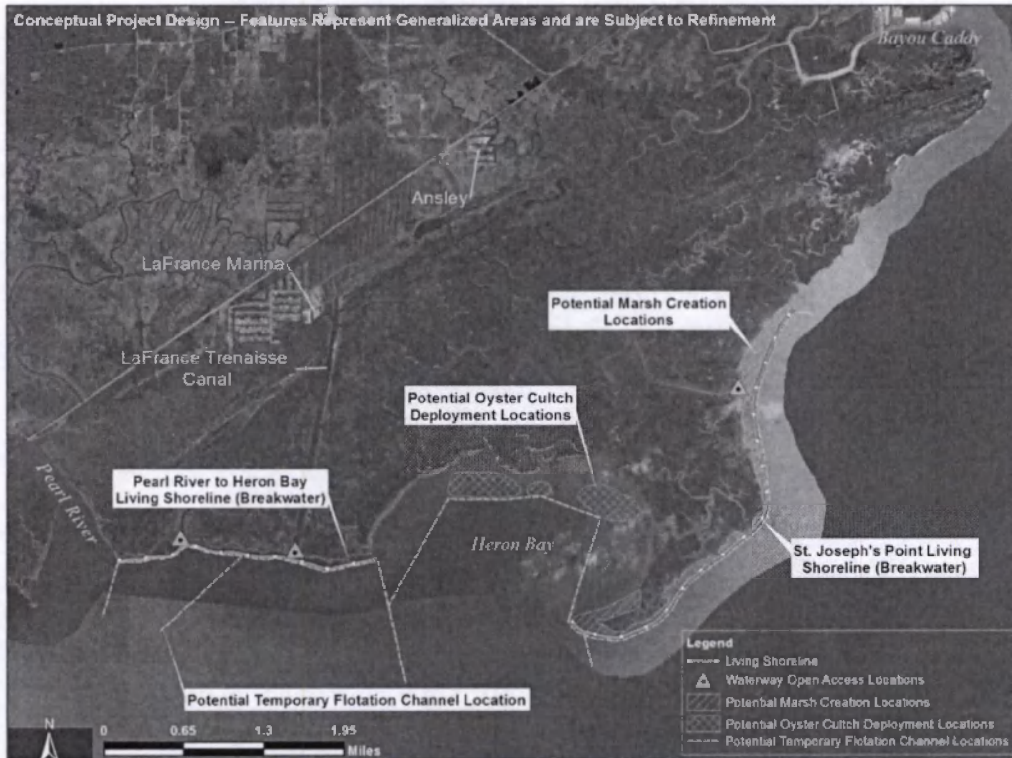 Conceptual Project Design – Features Represent Generalized Areas and are Subject to Refinement
Bayou Caddy
Ansley
LaFrance Marina
Potential Marsh Creation
Locations
LaFrance Trenaisse
Canal
Potential Oyster Cultch
Deployment Locations
Pearl River
Pearl River to Heron Bay
Living Shoreline (Breakwater)
Heron Bay
St. Joseph's Point Living
Shoreline (Breakwater)
Potential Temporary Flotation Channel Location
Legend
Living Shoreline
Waterway Open Access Locations
Potential Marsh Creation Locations
Potential Oyster Cultch Deployment Locations
Potential Temporary Flotation Channel Locations
N
0 0.65 1.3 1.95
Miles